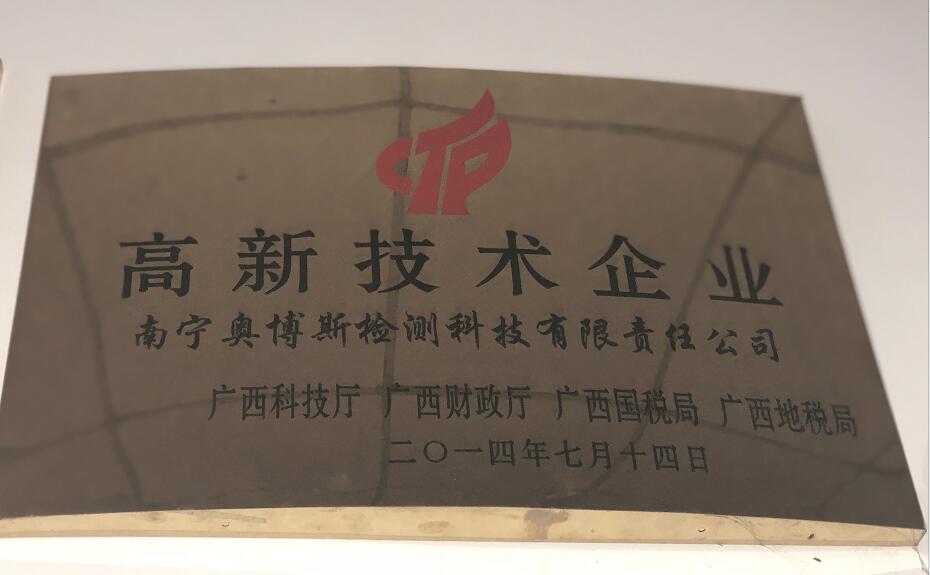 CTP
高新技术企业
南宁奥博斯检测科技有限责任公司
广西科技厅 广西财政厅 广西国税局 广西地税局
二〇一四年七月十四日